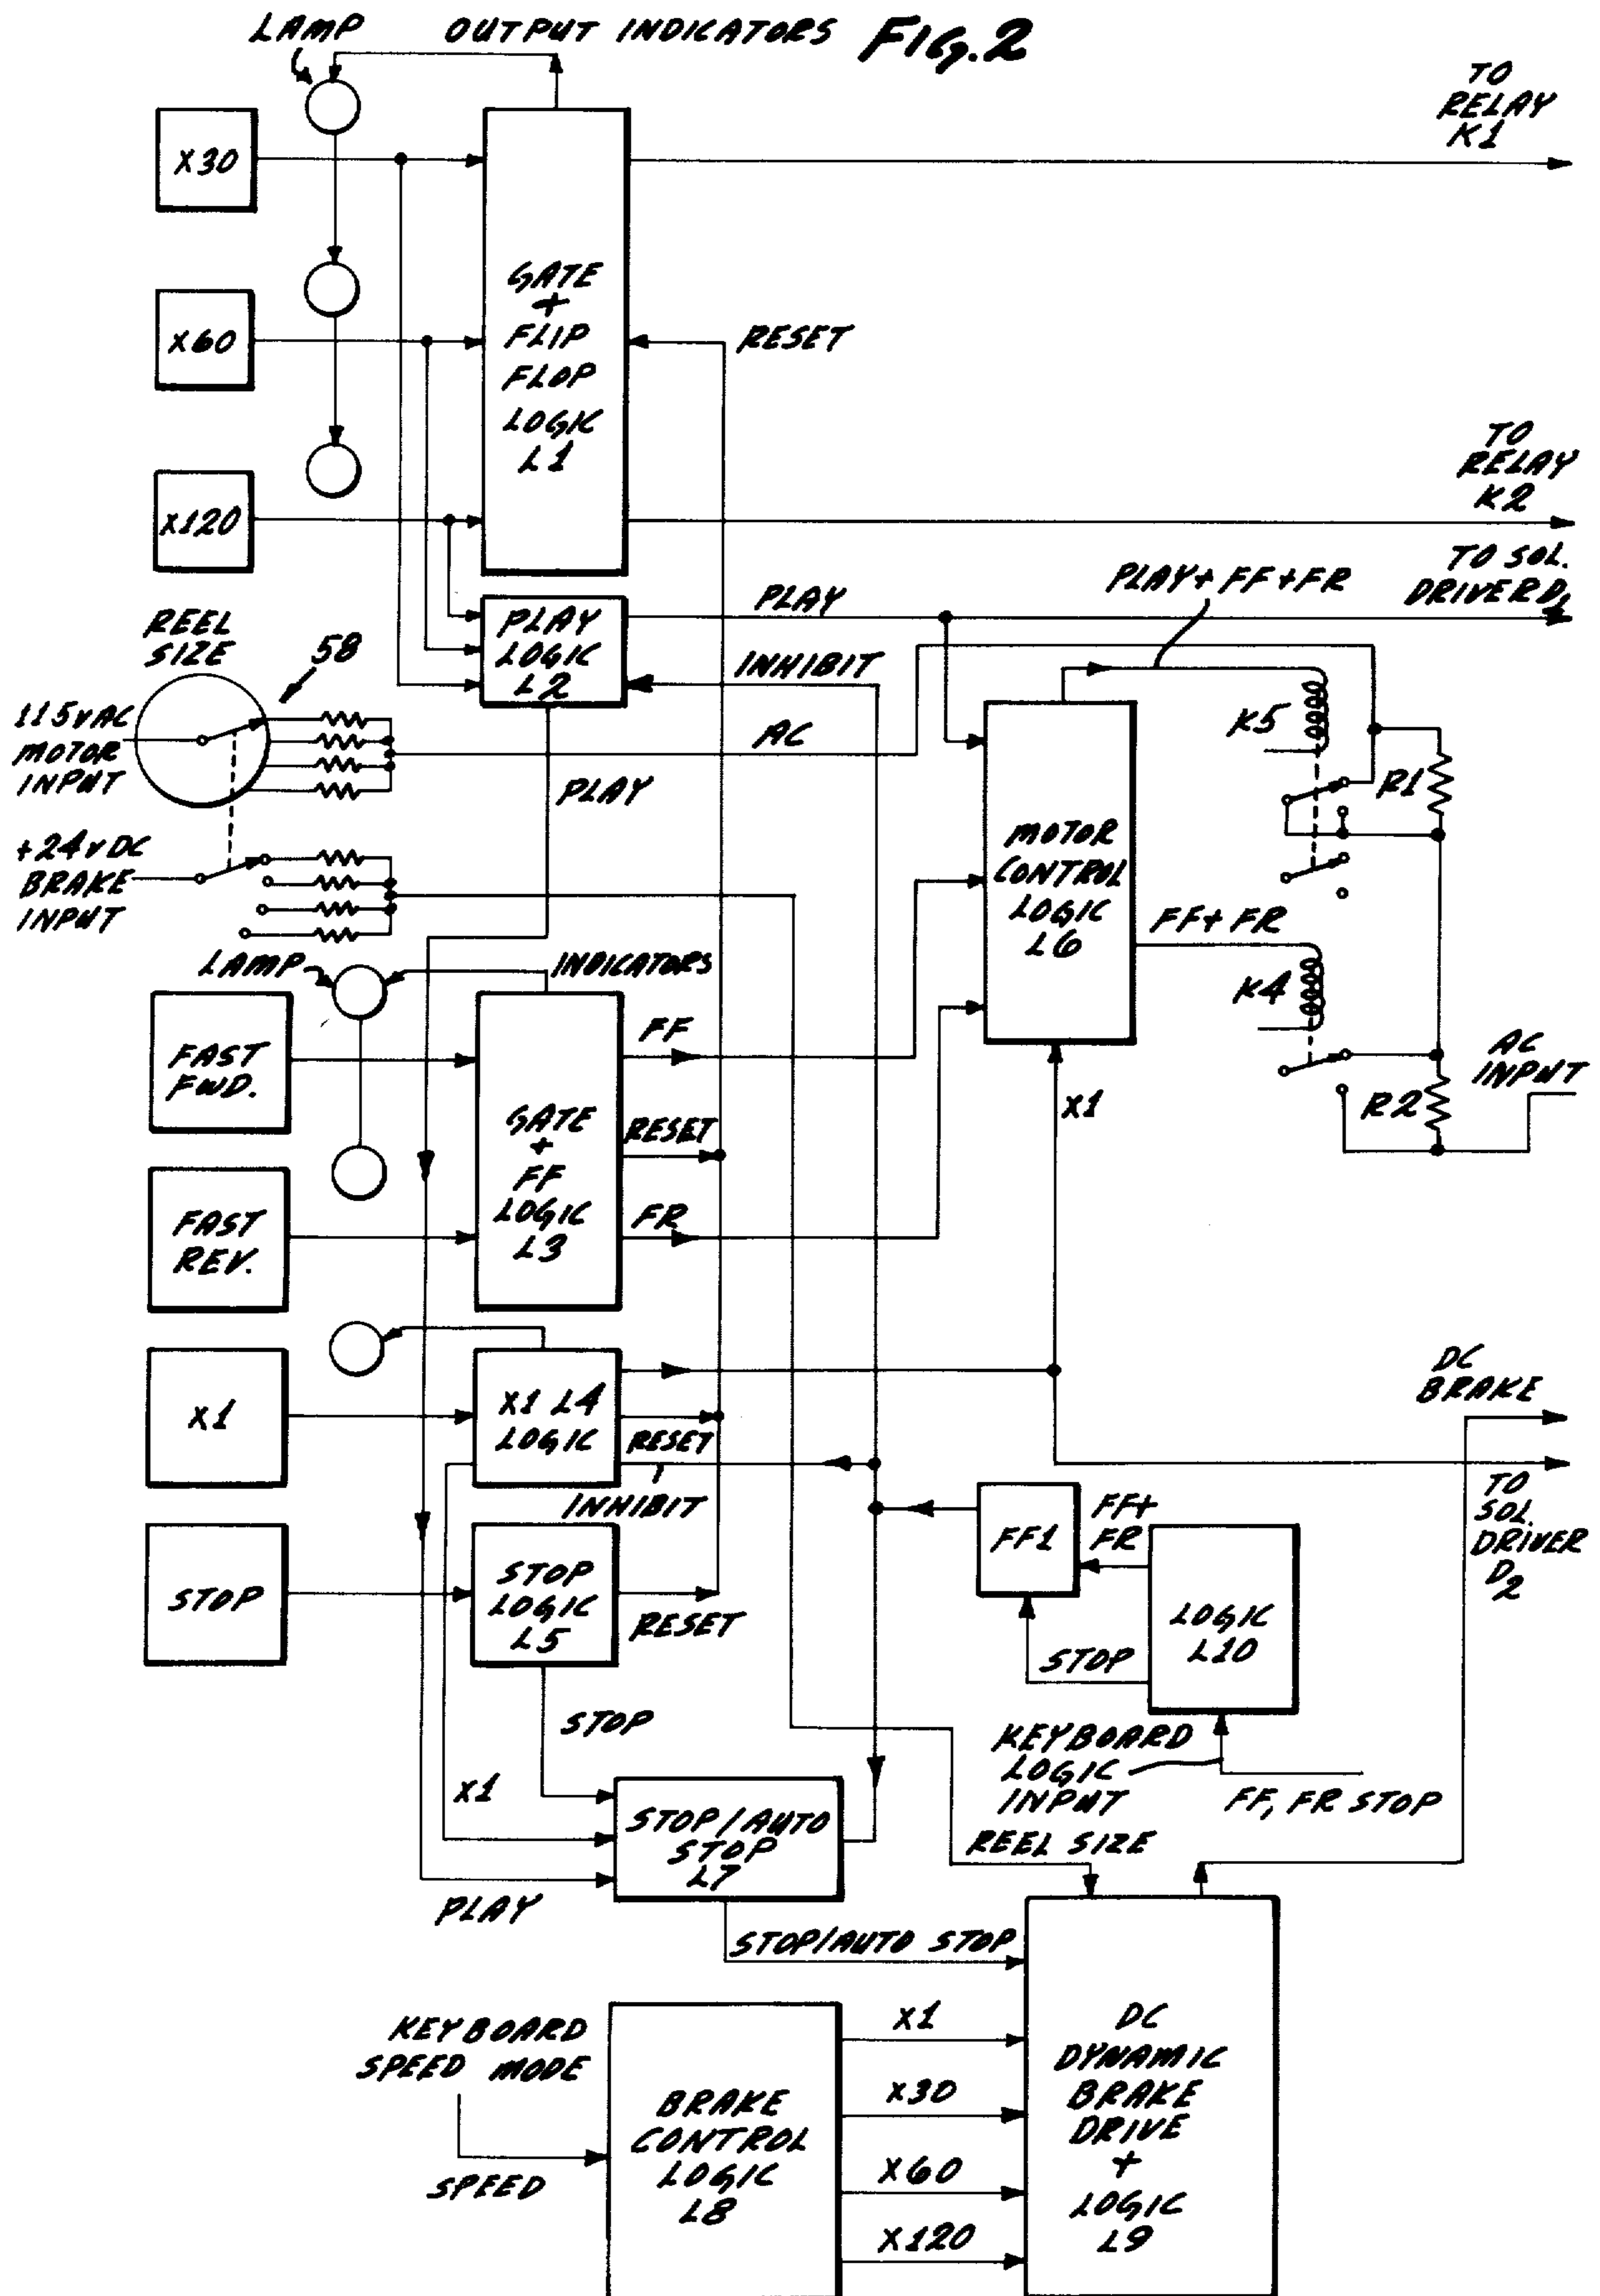 LAMP
OUTPUT INDICATORS
FIG.2
TO
RELAY
K1
X30
GATE
+
FLIP
FLOP
LOGIC
L1
X60
RESET
TO
RELAY
K2
X120
TO SOL.
DRIVER D1
PLAY+FF+FR
PLAY
REEL
SIZE
58
PLAY
LOGIC
L2
INHIBIT
115VAC
MOTOR
INPUT
AC
K5
R1
PLAY
+24VDC
BRAKE
INPUT
MOTOR
CONTROL
LOGIC
L6
FF+FR
LAMP
INDICATORS
K4
FAST
FWD.
FF
AC
INPUT
GATE
+
FF
LOGIC
L3
RESET
X1
R2
FAST
REV.
FR
DC
BRAKE
X1
X1 L4
LOGIC
RESET
INHIBIT
TO
SOL.
DRIVER
D2
FF1
FF+
FR
STOP
STOP
LOGIC
L5
RESET
LOGIC
L10
STOP
STOP
KEYBOARD
LOGIC
INPUT
FF, FR STOP
X1
STOP/AUTO
STOP
L7
REEL SIZE
PLAY
STOP/AUTO STOP
KEYBOARD
SPEED MODE
SPEED
BRAKE
CONTROL
LOGIC
L8
X1
X30
X60
X120
DC
DYNAMIC
BRAKE
DRIVE
+
LOGIC
L9